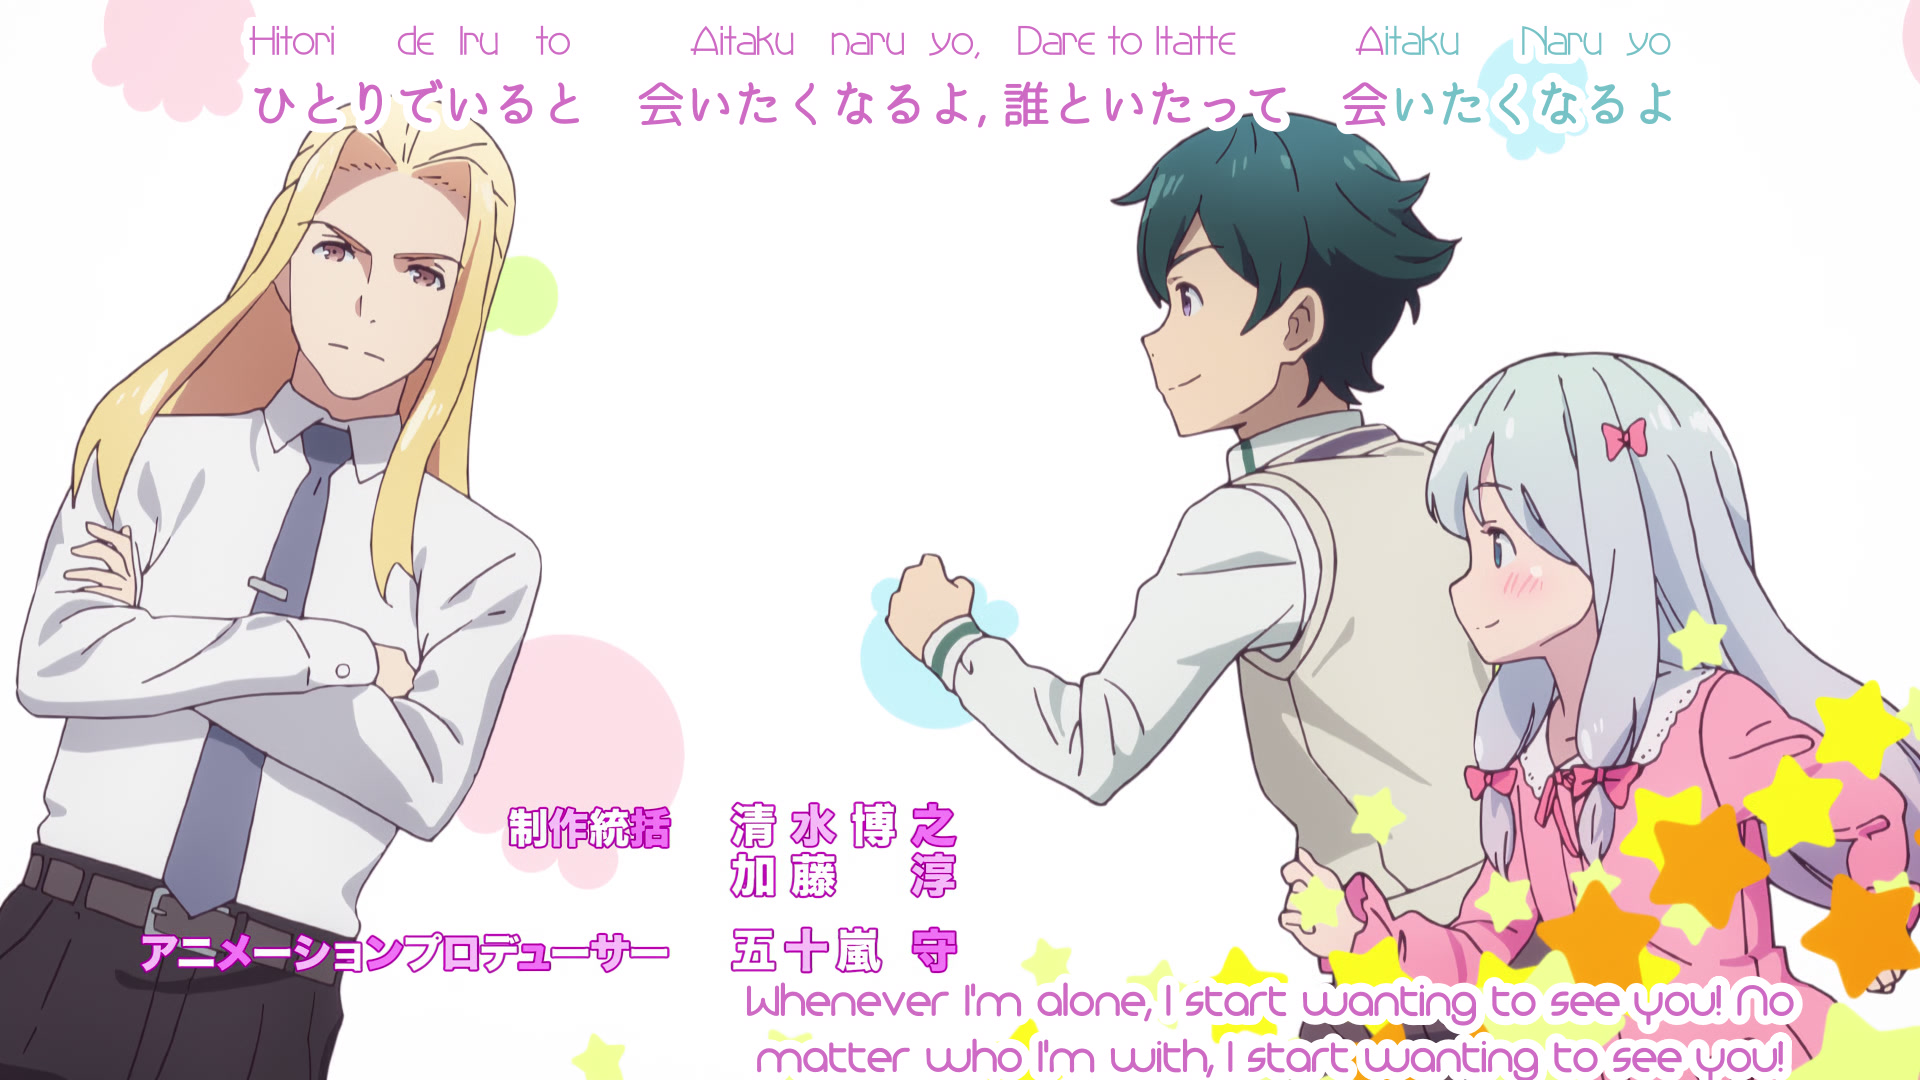 Hitori de Iru to Aitaku naru yo, Dare to Itatte Aitaku Naru yo
ひとりでいると 会いたくなるよ, 誰といたって 会いたくなるよ
制作統括 清水博之
加藤 淳
アニメーションプロデューサー 五十嵐 守
Whenever I'm alone, I start wanting to see you! No
matter who I'm with, I start wanting to see you!